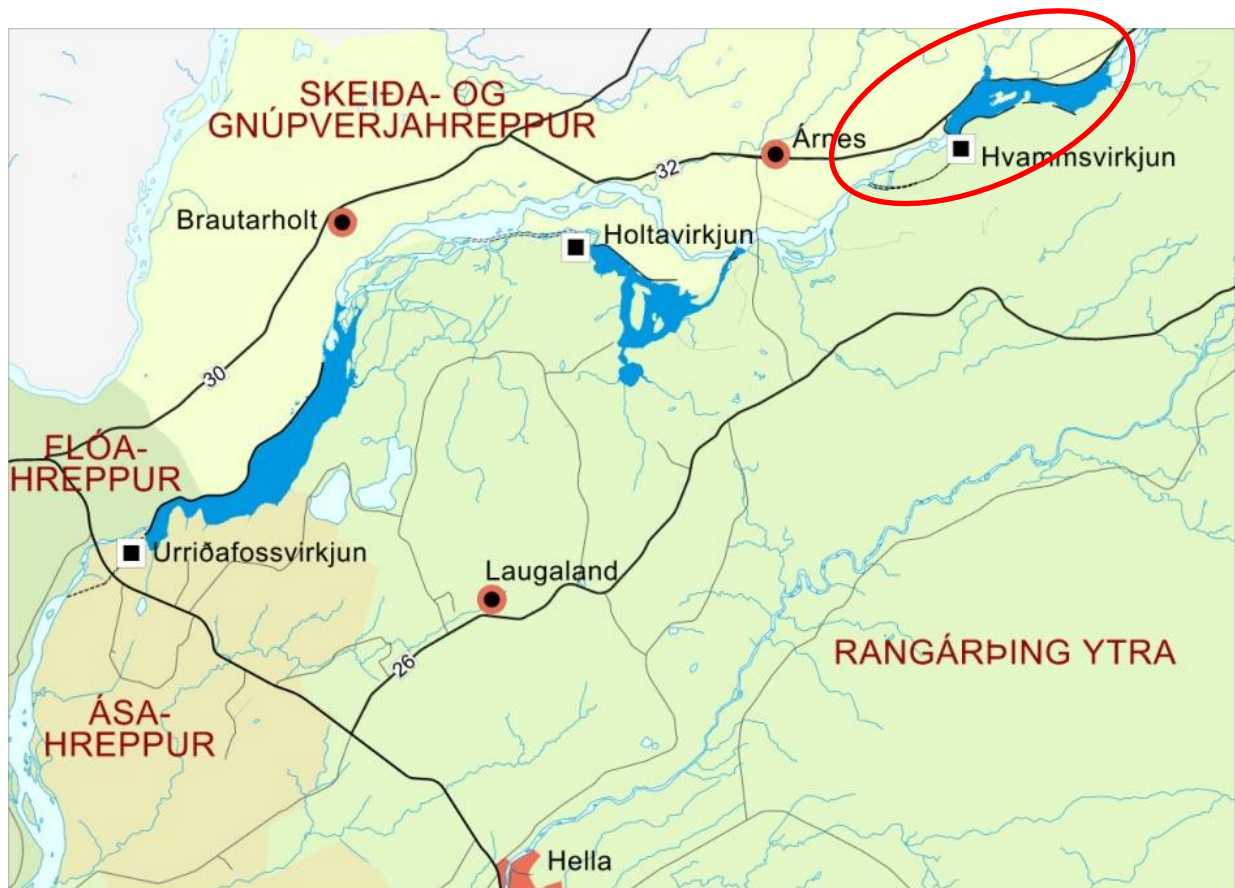 SKEIÐA- OG
GNÚPVERJAHREPPUR
Árnes
32
Hvammsvirkjun
Brautarholt
Holtavirkjun
30
FLÓA-
HREPPUR
Urriðafossvirkjun
Laugaland
26
RANGÁRÞING YTRA
ÁSA-
HREPPUR
Hella